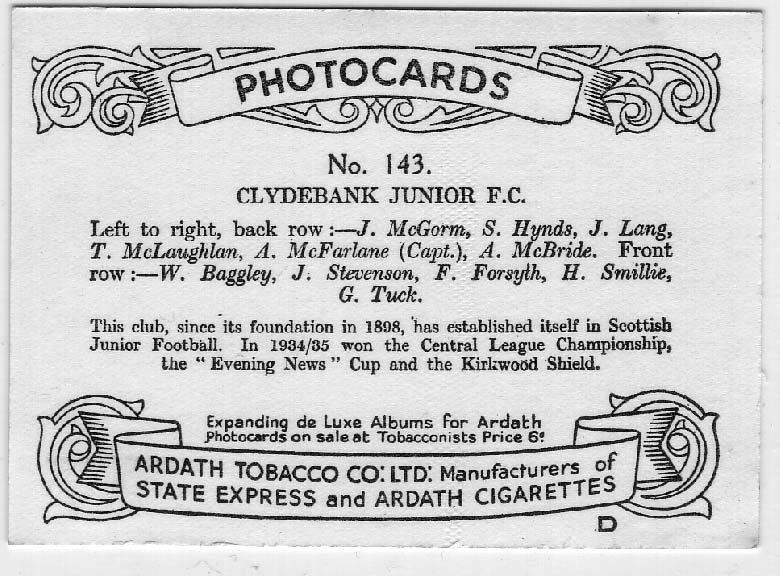 PHOTOCARDS
No. 143.
CLYDEBANK JUNIOR F.C.
Left to right, back row :—J. McGorm, S. Hynds, J. Lang,
T. McLaughlan, A. McFarlane (Capt.), A. McBride. Front
row :—W. Baggley, J. Stevenson, F. Forsyth, H. Smillie,
G. Tuck.
This club, since its foundation in 1898, has established itself in Scottish
Junior Football. In 1934/35 won the Central League Championship,
the " Evening News " Cup and the Kirkwood Shield.
Expanding de Luxe Albums for Ardath
Photocards on sale at Tobacconists Price 6ᵈ
ARDATH TOBACCO CO: LTD: Manufacturers of
STATE EXPRESS and ARDATH CIGARETTES
D